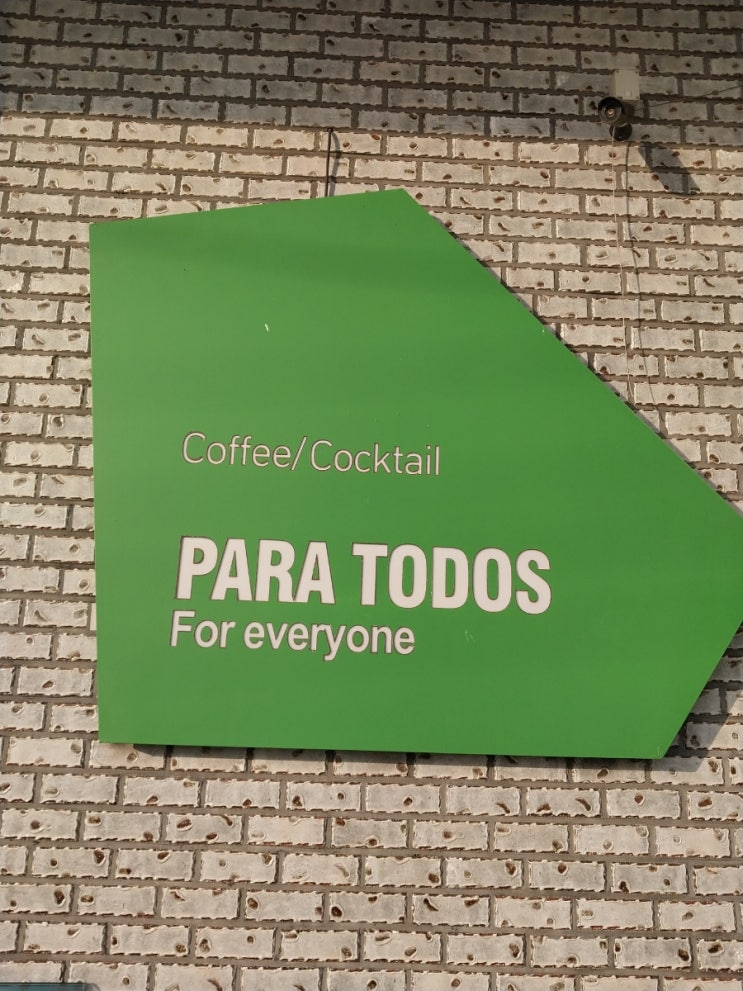 Coffee/Cocktail
PARA TODOS
For everyone